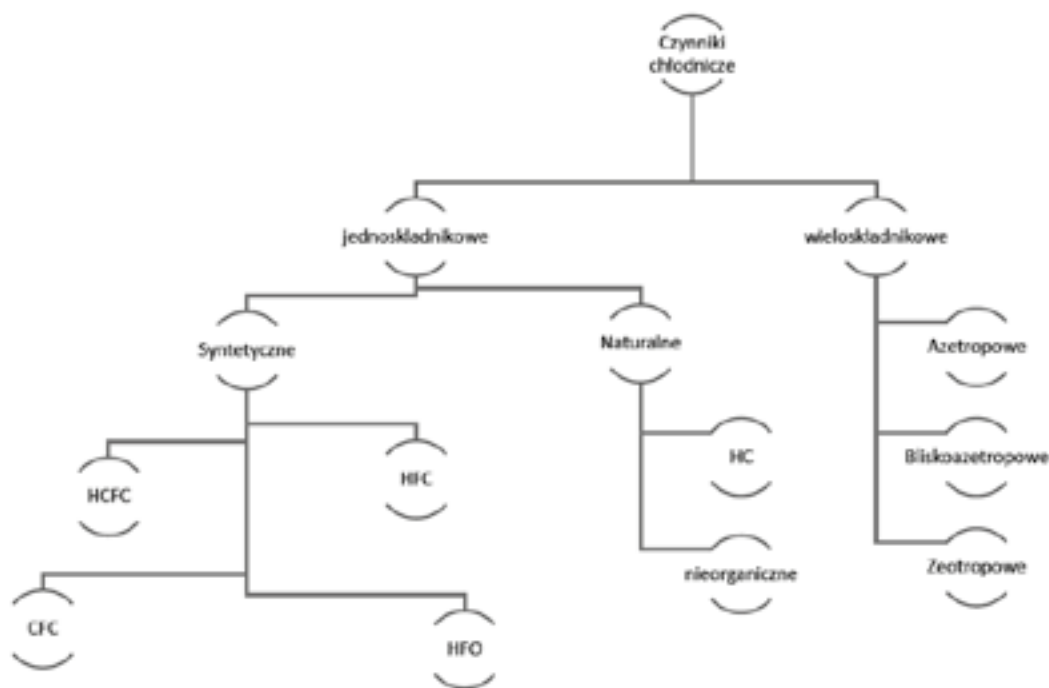 Czynniki
chłodnicze
jednoskładnikowe
wieloskładnikowe
Syntetyczne
Naturalne
Azetropowe
HCFC
HFC
HC
Bliskoazetropowe
nieorganiczne
Zeotropowe
CFC
HFO